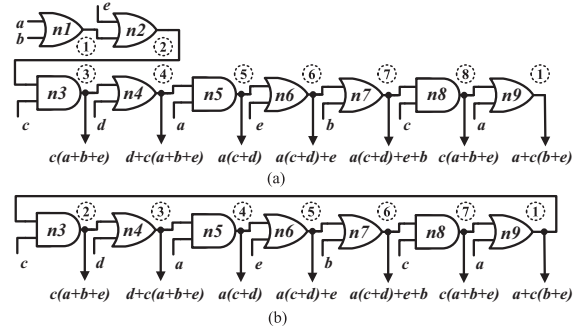 e
a
b
n1
n2
1
2
n3
3
n4
4
n5
5
n6
6
n7
7
n8
8
n9
1
c
d
a
e
b
c
a
c(a+b+e)
d+c(a+b+e)
a(c+d)
a(c+d)+e
a(c+d)+e+b
c(a+b+e)
a+c(b+e)
(a)
n3
2
n4
3
n5
4
n6
5
n7
6
n8
7
n9
1
c
d
a
e
b
c
a
c(a+b+e)
d+c(a+b+e)
a(c+d)
a(c+d)+e
a(c+d)+e+b
c(a+b+e)
a+c(b+e)
(b)